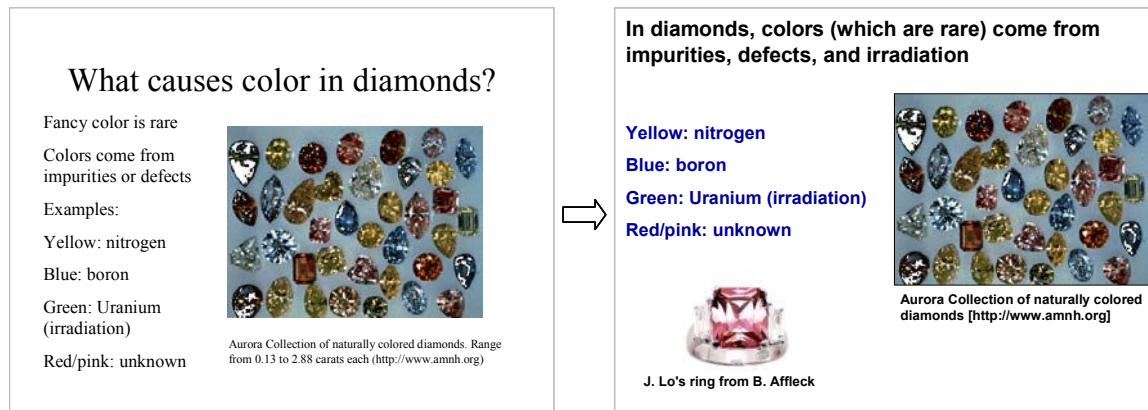 What causes color in diamonds?
Fancy color is rare
Colors come from
impurities or defects
Examples:
Yellow: nitrogen
Blue: boron
Green: Uranium
(irradiation)
Red/pink: unknown
Aurora Collection of naturally colored diamonds. Range
from 0.13 to 2.88 carats each (http://www.amnh.org)
In diamonds, colors (which are rare) come from
impurities, defects, and irradiation
Yellow: nitrogen
Blue: boron
Green: Uranium (irradiation)
Red/pink: unknown
Aurora Collection of naturally colored
diamonds [http://www.amnh.org]
J. Lo's ring from B. Affleck